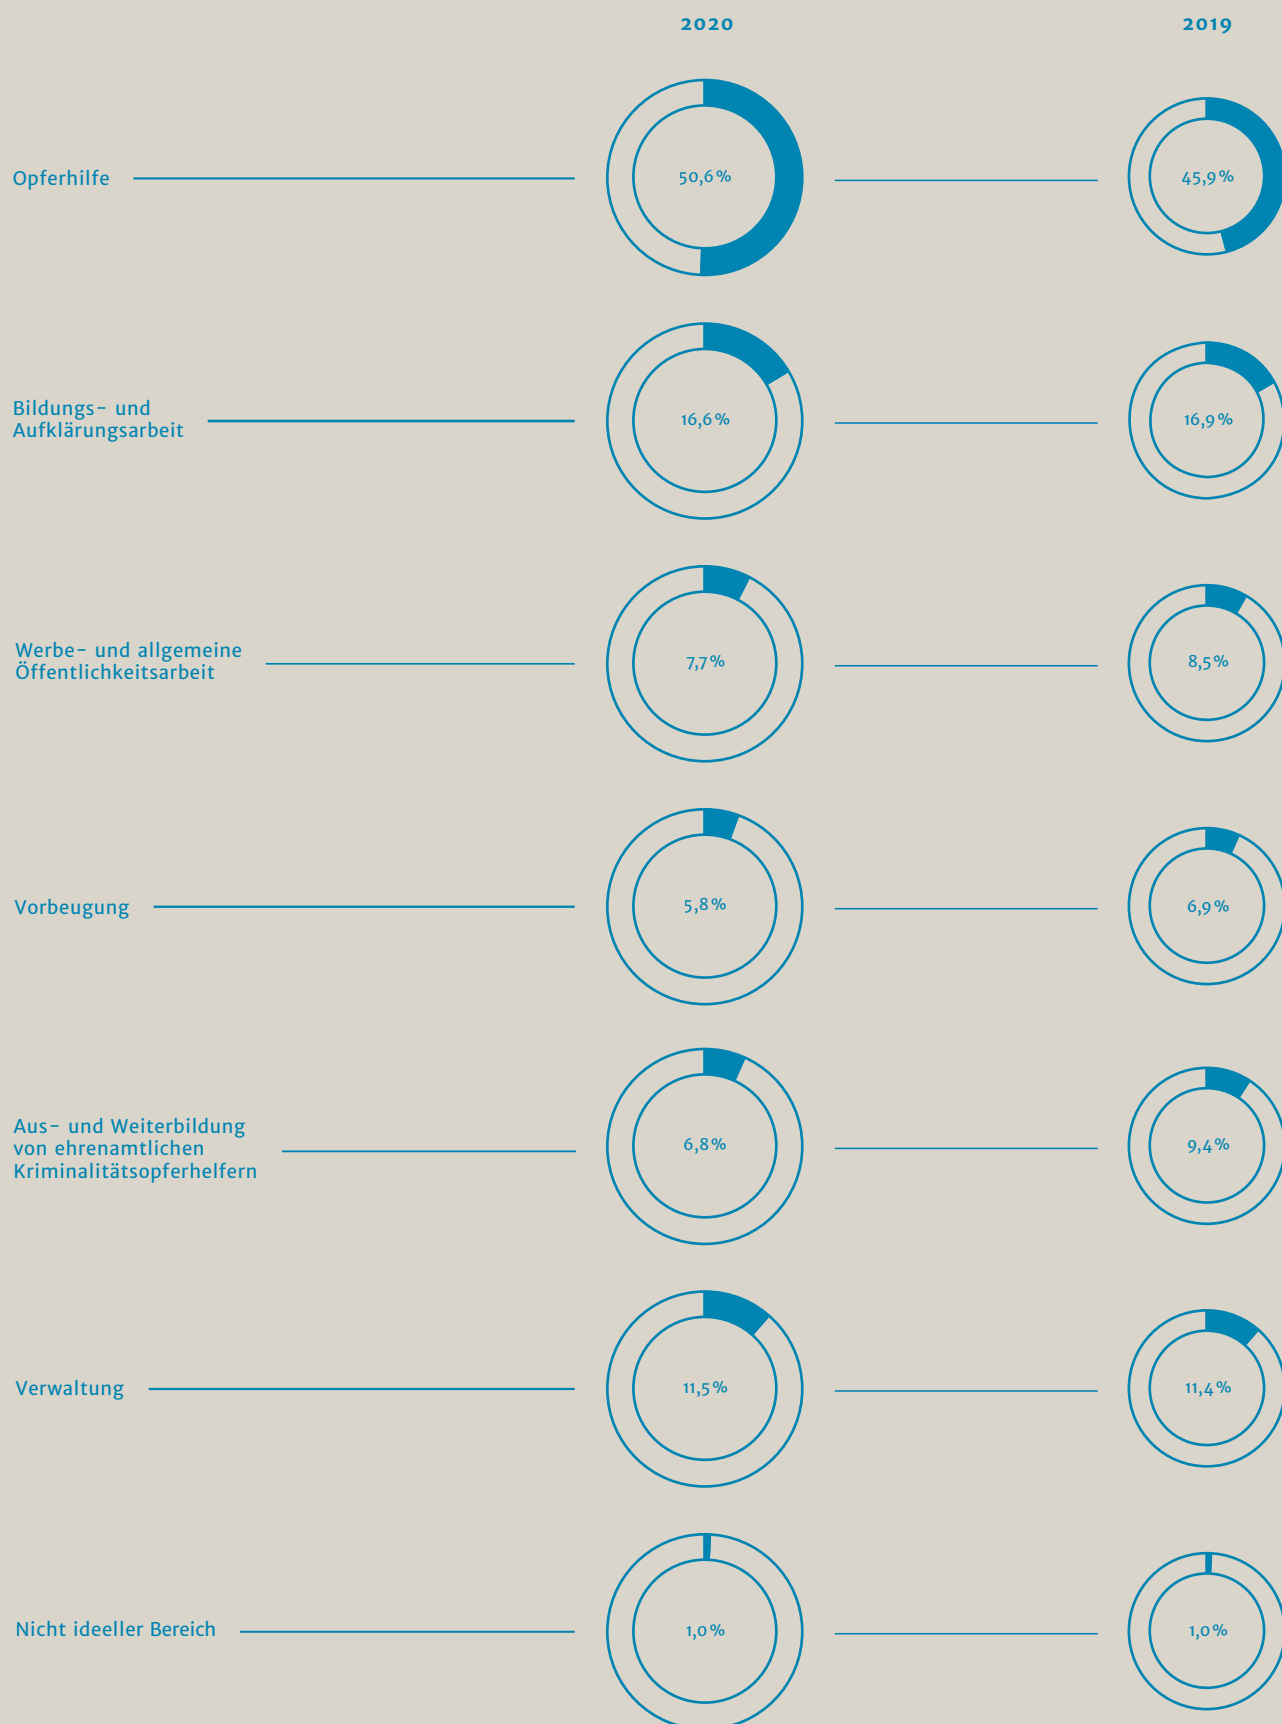 2020 2019
Opferhilfe 50,6 % 45,9 %
Bildungs- und
Aufklärungsarbeit 16,6 % 16,9 %
Werbe- und allgemeine
Öffentlichkeitsarbeit 7,7 % 8,5 %
Vorbeugung 5,8 % 6,9 %
Aus- und Weiterbildung
von ehrenamtlichen 6,8 % 9,4 %
Kriminalitätsopferhelfern
Verwaltung 11,5 % 11,4 %
Nicht ideeller Bereich 1,0 % 1,0 %